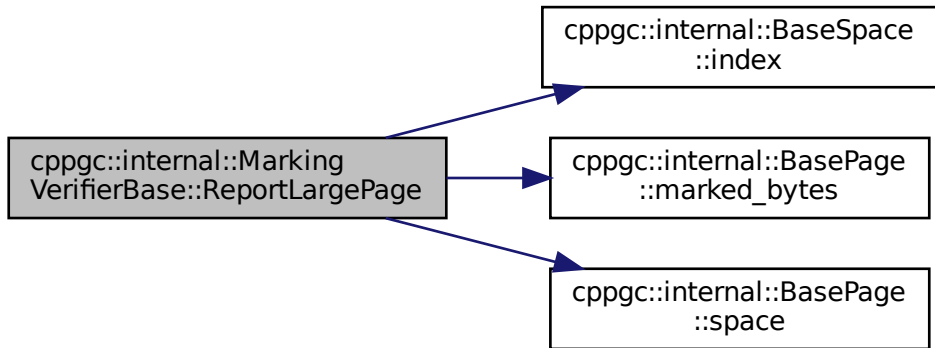 cppgc::internal::BaseSpace
::index
cppgc::internal::Marking
VerifierBase::ReportLargePage
cppgc::internal::BasePage
::marked_bytes
cppgc::internal::BasePage
::space